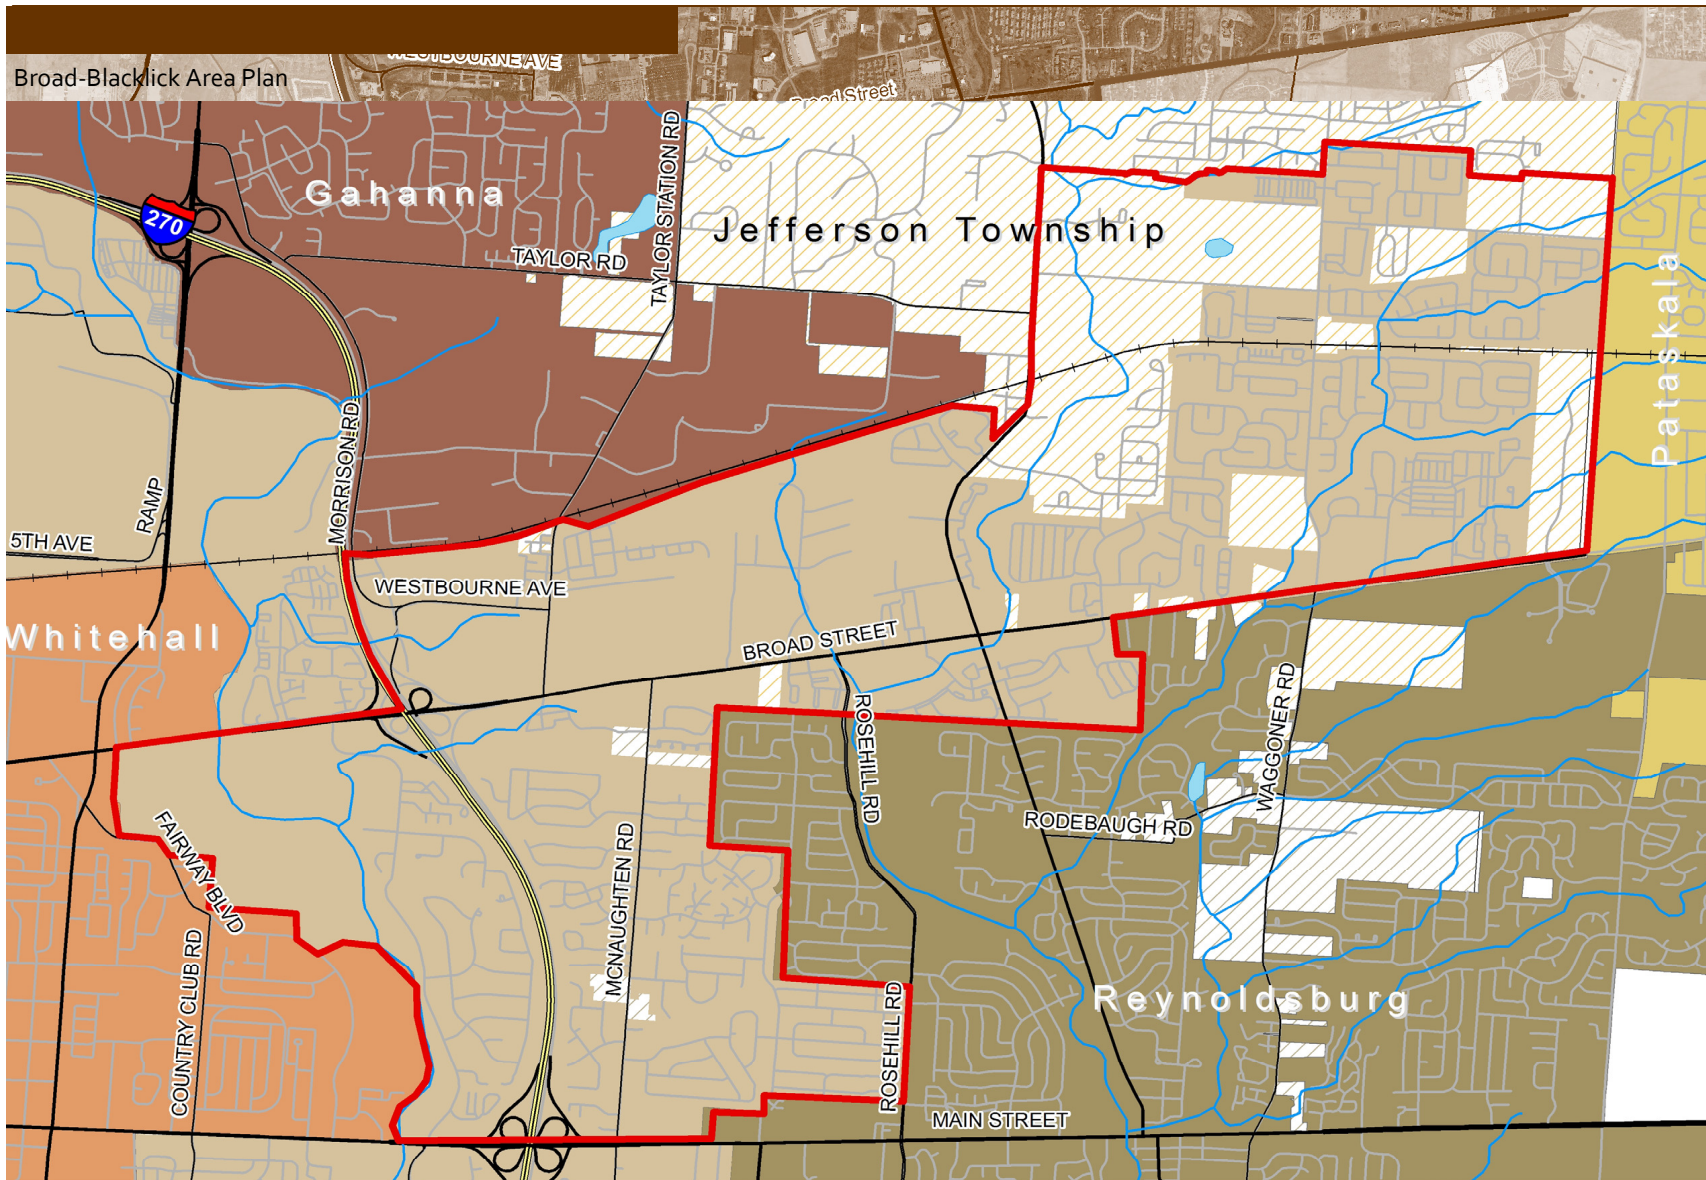 WESTBOURNE AVE
Broad Street
Broad-Blacklick Area Plan
Gahanna
270
TAYLOR STATION RD
Jefferson Township
TAYLOR RD
Pataskala
MORRISON RD
RAMP
5TH AVE
WESTBOURNE AVE
Whitehall
BROAD STREET
ROSEHILL RD
WAGGONER RD
FAIRWAY BLVD
MCNAUGHTEN RD
RODEBAUGH RD
COUNTRY CLUB RD
Reynoldsburg
ROSEHILL RD
MAIN STREET